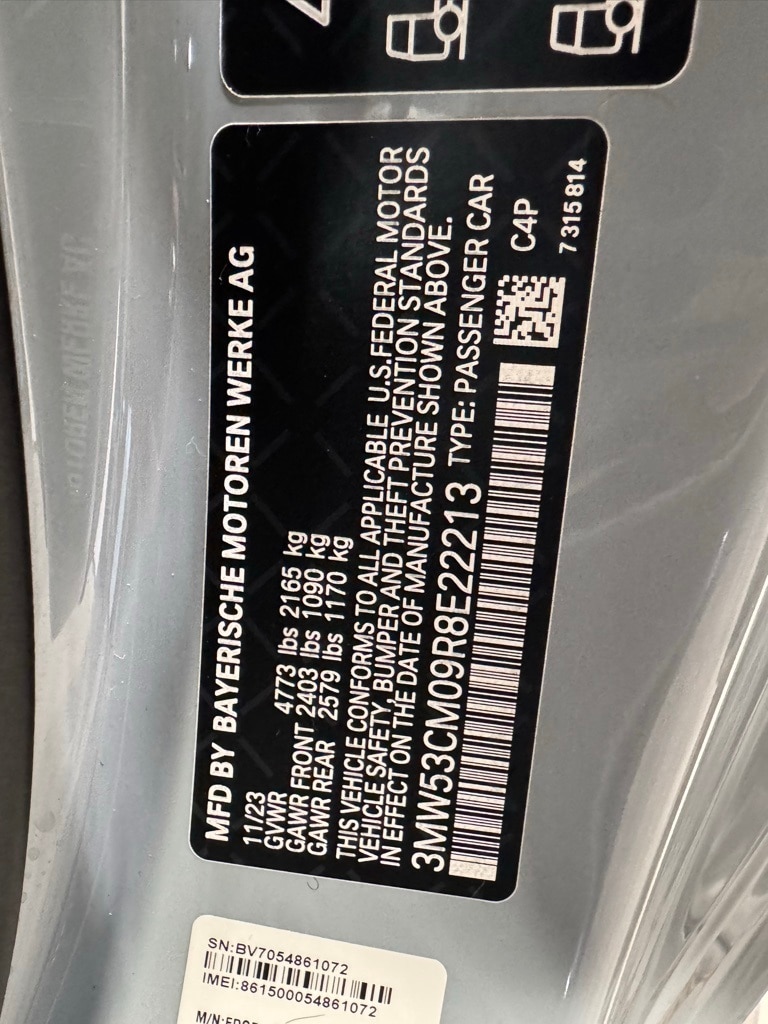 MFD BY BAYERISCHE MOTOREN WERKE AG
11/23
GVWR 4773 lbs 2165 kg
GAWR FRONT 2403 lbs 1090 kg
GAWR REAR 2579 lbs 1170 kg
THIS VEHICLE CONFORMS TO ALL APPLICABLE U.S.FEDERAL MOTOR
VEHICLE SAFETY, BUMPER AND THEFT PREVENTION STANDARDS
IN EFFECT ON THE DATE OF MANUFACTURE SHOWN ABOVE.
3MW53CM09R8E22213 TYPE: PASSENGER CAR
C4P
7315814
SN:BV7054861072
IMEI:861500054861072